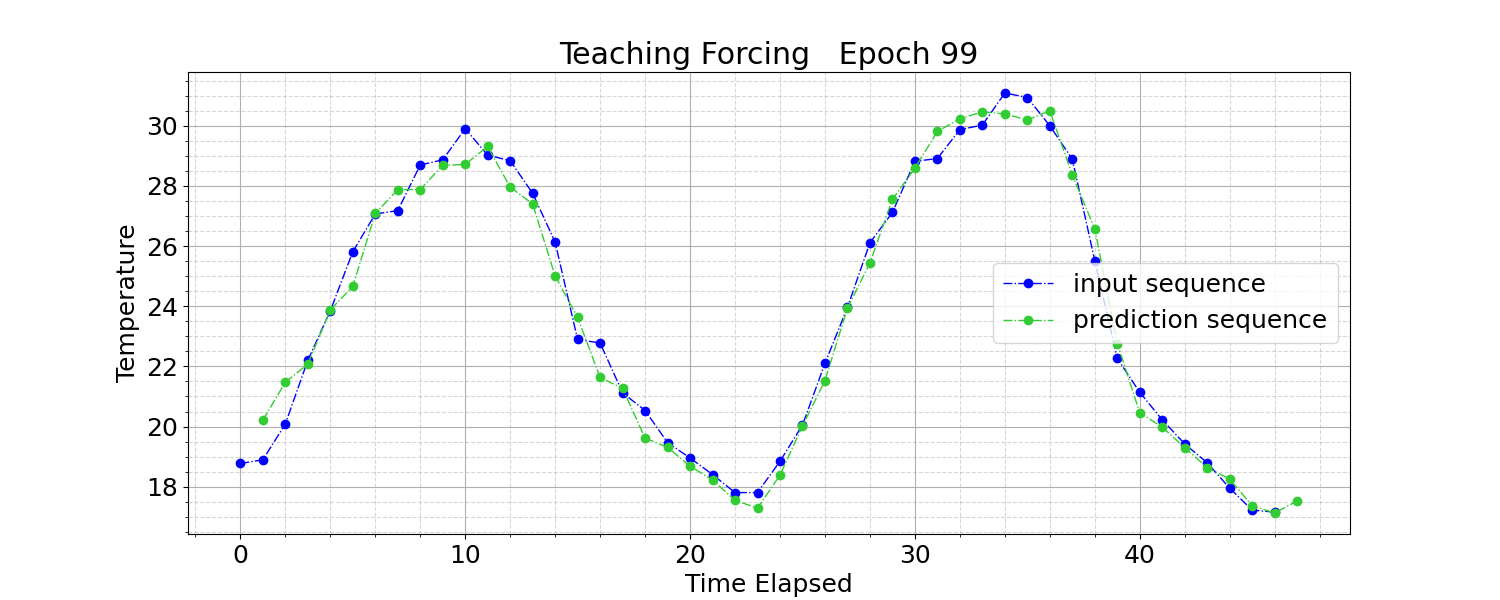 Teaching Forcing   Epoch 99
30
28
26
24
22
20
18
Temperature
input sequence
prediction sequence
0 10 20 30 40
Time Elapsed